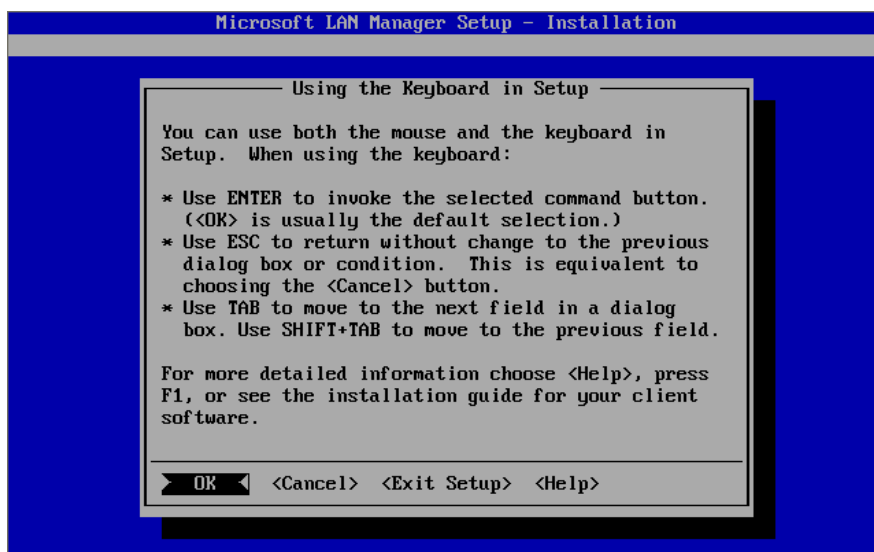 Microsoft LAN Manager Setup - Installation
Using the Keyboard in Setup
You can use both the mouse and the keyboard in
Setup.  When using the keyboard:
* Use ENTER to invoke the selected command button.
(<OK> is usually the default selection.)
* Use ESC to return without change to the previous
dialog box or condition.  This is equivalent to
choosing the <Cancel> button.
* Use TAB to move to the next field in a dialog
box. Use SHIFT+TAB to move to the previous field.
For more detailed information choose <Help>, press
F1, or see the installation guide for your client
software.
OK <Cancel> <Exit Setup> <Help>